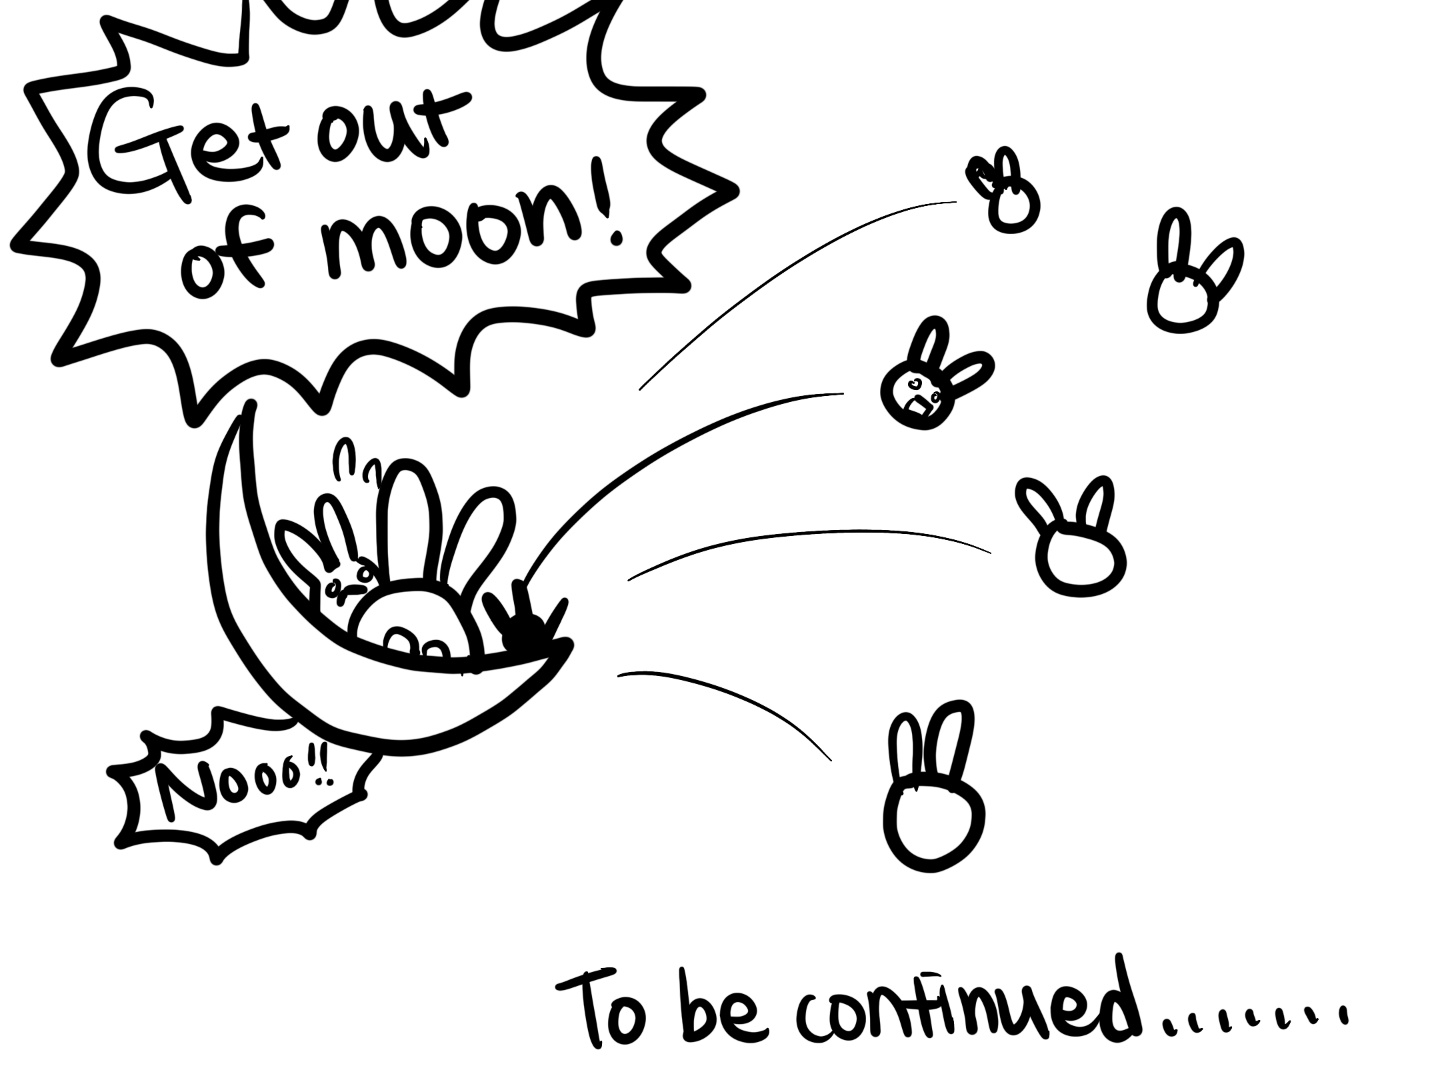 Get out
of moon!
Nooo!!
To be continued.......